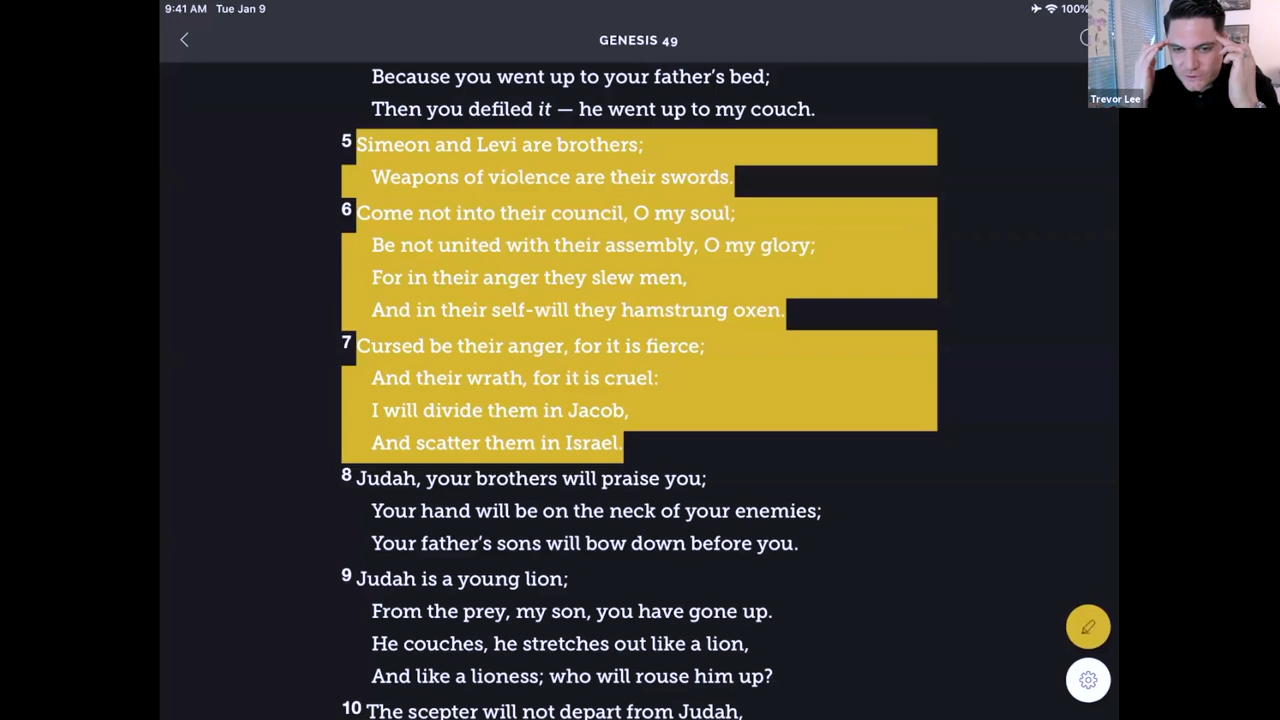 9:41 AM Tue Jan 9
100%
GENESIS 49
Because you went up to your father's bed;
Then you defiled it — he went up to my couch.
5 Simeon and Levi are brothers;
Weapons of violence are their swords.
6 Come not into their council, O my soul;
Be not united with their assembly, O my glory;
For in their anger they slew men,
And in their self-will they hamstrung oxen.
7 Cursed be their anger, for it is fierce;
And their wrath, for it is cruel:
I will divide them in Jacob,
And scatter them in Israel.
8 Judah, your brothers will praise you;
Your hand will be on the neck of your enemies;
Your father's sons will bow down before you.
9 Judah is a young lion;
From the prey, my son, you have gone up.
He couches, he stretches out like a lion,
And like a lioness; who will rouse him up?
10 The scepter will not depart from Judah,
Trevor Lee